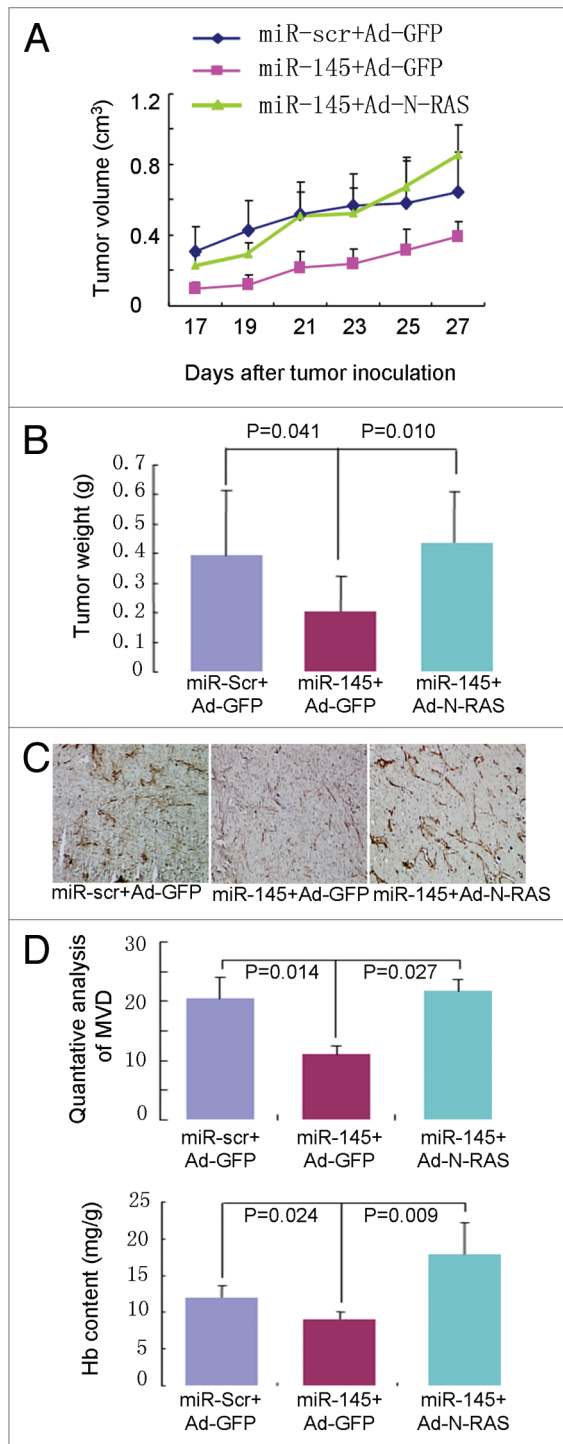 A
miR-scr+Ad-GFP
miR-145+Ad-GFP
miR-145+Ad-N-RAS
Tumor volume (cm³)
1.2
0.8
0.4
0
17 19 21 23 25 27
Days after tumor inoculation
B
P=0.041 P=0.010
Tumor weight (g)
0.7
0.6
0.5
0.4
0.3
0.2
0.1
0
miR-Scr+ miR-145+ miR-145+
Ad-GFP Ad-GFP Ad-N-RAS
C
miR-scr+Ad-GFP miR-145+Ad-GFP miR-145+Ad-N-RAS
D
Quantative analysis
of MVD
30
20
10
0
P=0.014 P=0.027
miR-scr+ miR-145+ miR-145+
Ad-GFP Ad-GFP Ad-N-RAS
Hb content (mg/g)
25
20
15
10
5
0
P=0.024 P=0.009
miR-Scr+ miR-145+ miR-145+
Ad-GFP Ad-GFP Ad-N-RAS